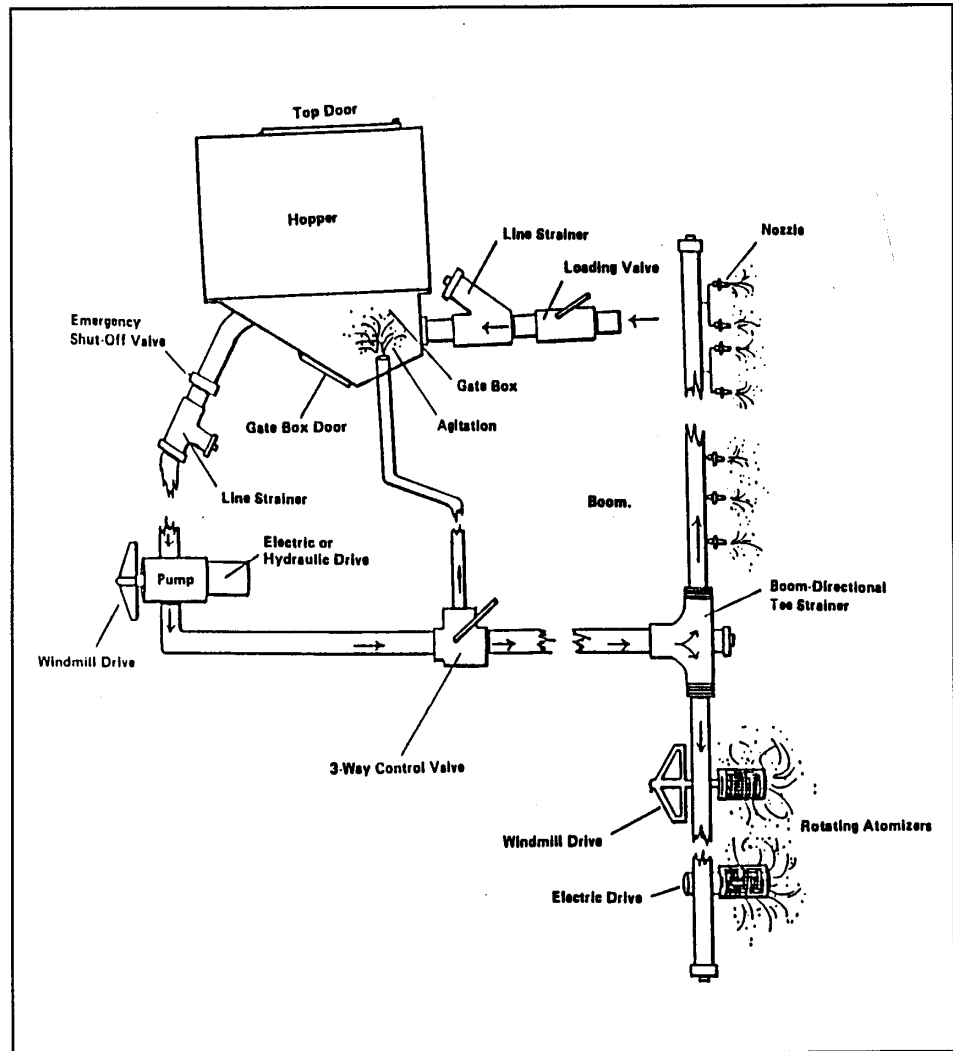 Top Door
Hopper
Line Strainer
Nozzle
Loading Valve
Emergency
Shut-Off Valve
Gate Box
Gate Box Door
Agitation
Line Strainer
Boom.
Electric or
Hydraulic Drive
Pump
Boom-Directional
Tee Strainer
Windmill Drive
3-Way Control Valve
Rotating Atomizers
Windmill Drive
Electric Drive